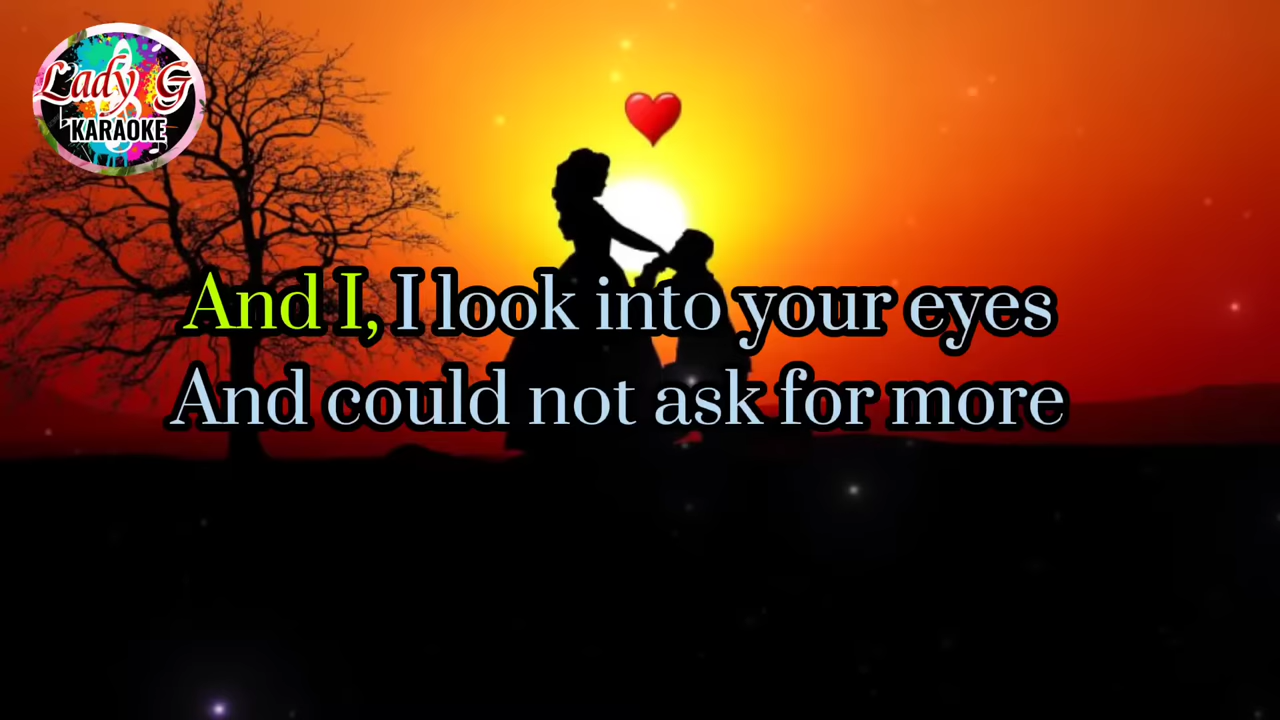 Lady G
KARAOKE
And I, I look into your eyes
And could not ask for more